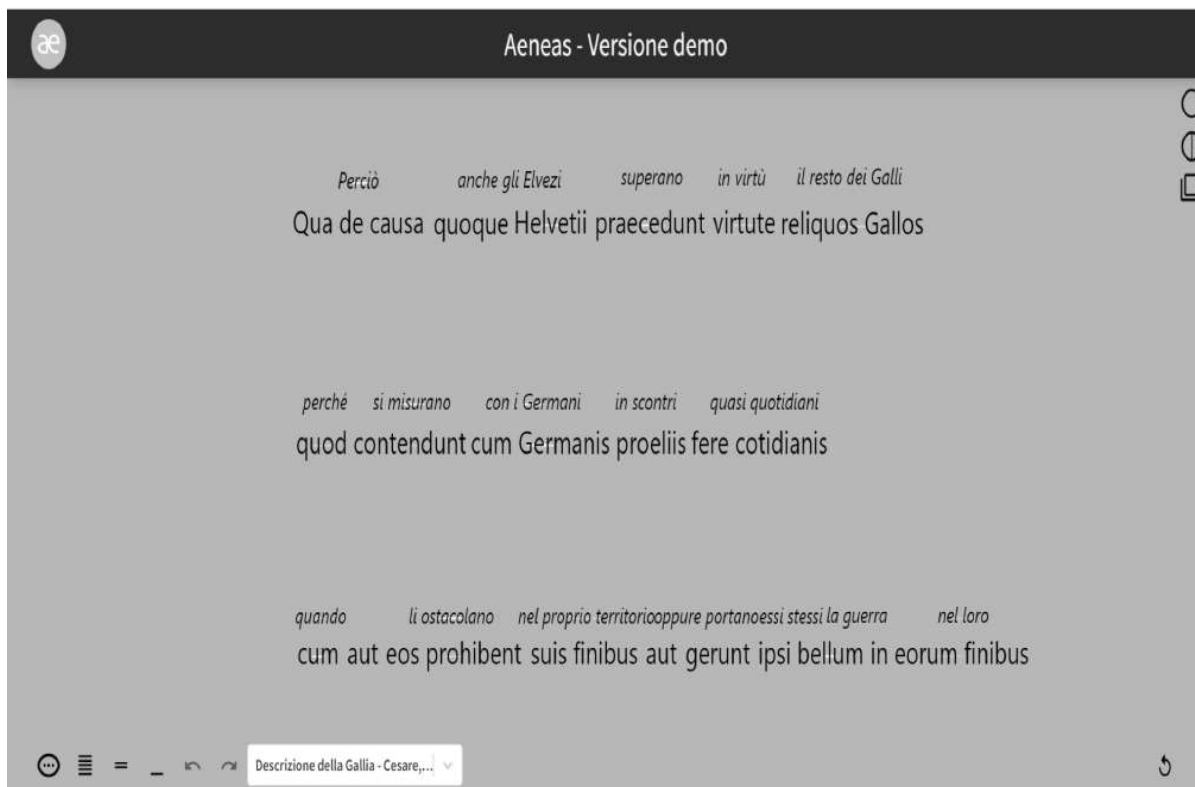 æ
Aeneas - Versione demo
Perciò anche gli Elvezi superano in virtù il resto dei Galli
Qua de causa quoque Helvetii praecedunt virtute reliquos Gallos
perché si misurano con i Germani in scontri quasi quotidiani
quod contendunt cum Germanis proeliis fere cotidianis
quando li ostacolano nel proprio territoriooppure portanoessi stessi la guerra nel loro
cum aut eos prohibent suis finibus aut gerunt ipsi bellum in eorum finibus
Descrizione della Gallia - Cesare,...